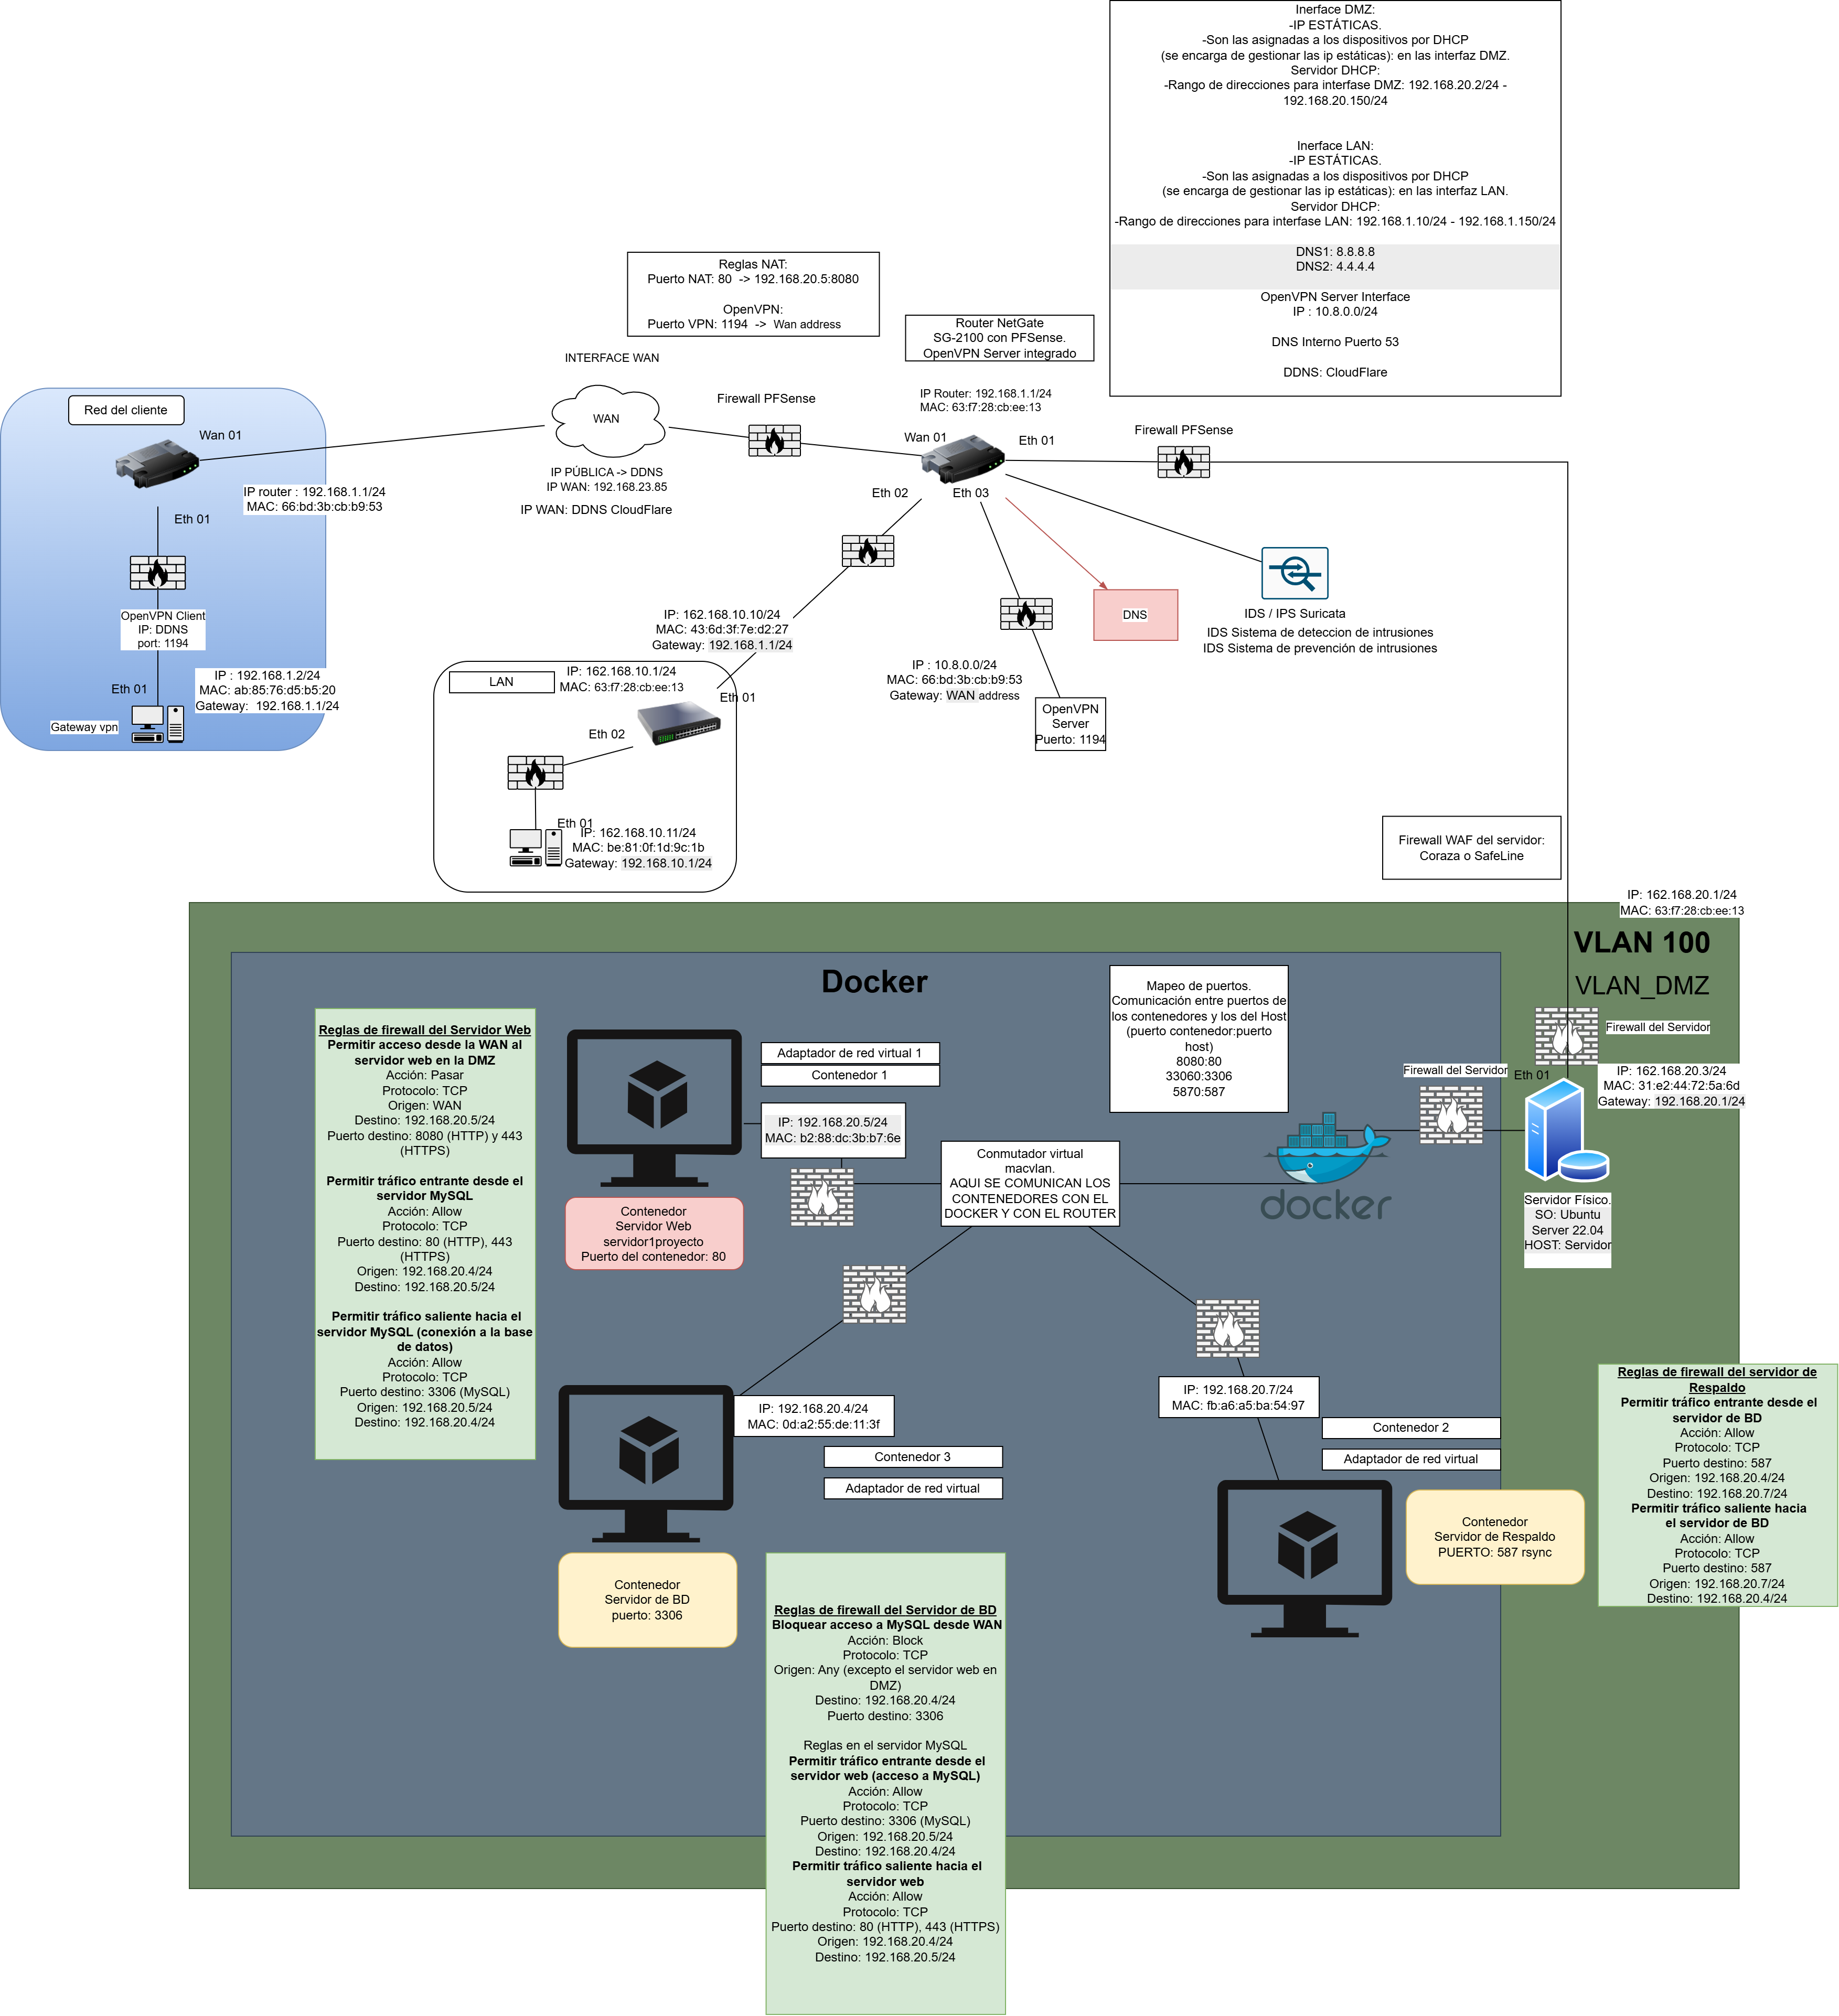 Inerface DMZ:
-IP ESTÁTICAS.
-Son las asignadas a los dispositivos por DHCP
(se encarga de gestionar las ip estáticas): en las interfaz DMZ.
Servidor DHCP:
-Rango de direcciones para interfase DMZ: 192.168.20.2/24 -
192.168.20.150/24
Inerface LAN:
-IP ESTÁTICAS.
-Son las asignadas a los dispositivos por DHCP
(se encarga de gestionar las ip estáticas): en las interfaz LAN.
Servidor DHCP:
-Rango de direcciones para interfase LAN: 192.168.1.10/24 - 192.168.1.150/24
DNS1: 8.8.8.8
DNS2: 4.4.4.4
OpenVPN Server Interface
IP : 10.8.0.0/24
DNS Interno Puerto 53
DDNS: CloudFlare
Reglas NAT:
Puerto NAT: 80 -> 192.168.20.5:8080
OpenVPN:
Puerto VPN: 1194 -> Wan address
Router NetGate
SG-2100 con PFSense.
OpenVPN Server integrado
INTERFACE WAN
WAN
IP PÚBLICA -> DDNS
IP WAN: 192.168.23.85
IP WAN: DDNS CloudFlare
Firewall PFSense
IP Router: 192.168.1.1/24
MAC: 63:f7:28:cb:ee:13
Wan 01
Eth 01
Eth 02
Eth 03
Firewall PFSense
Red del cliente
Wan 01
IP router : 192.168.1.1/24
MAC: 66:bd:3b:cb:b9:53
Eth 01
OpenVPN Client
IP: DDNS
port: 1194
IP : 192.168.1.2/24
MAC: ab:85:76:d5:b5:20
Gateway: 192.168.1.1/24
Eth 01
Gateway vpn
IP: 162.168.10.10/24
MAC: 43:6d:3f:7e:d2:27
Gateway: 192.168.1.1/24
LAN
IP: 162.168.10.1/24
MAC: 63:f7:28:cb:ee:13
Eth 01
Eth 02
Eth 01
IP: 162.168.10.11/24
MAC: be:81:0f:1d:9c:1b
Gateway: 192.168.10.1/24
IP : 10.8.0.0/24
MAC: 66:bd:3b:cb:b9:53
Gateway: WAN address
OpenVPN
Server
Puerto: 1194
DNS
IDS / IPS Suricata
IDS Sistema de deteccion de intrusiones
IDS Sistema de prevención de intrusiones
Firewall WAF del servidor:
Coraza o SafeLine
IP: 162.168.20.1/24
MAC: 63:f7:28:cb:ee:13
VLAN 100
VLAN_DMZ
Firewall del Servidor
Firewall del Servidor
Eth 01
IP: 162.168.20.3/24
MAC: 31:e2:44:72:5a:6d
Gateway: 192.168.20.1/24
Servidor Físico.
SO: Ubuntu
Server 22.04
HOST: Servidor
Docker
Mapeo de puertos.
Comunicación entre puertos de
los contenedores y los del Host
(puerto contenedor:puerto
host)
8080:80
33060:3306
5870:587
docker
Conmutador virtual
macvlan.
AQUI SE COMUNICAN LOS
CONTENEDORES CON EL
DOCKER Y CON EL ROUTER
Reglas de firewall del Servidor Web
Permitir acceso desde la WAN al
servidor web en la DMZ
Acción: Pasar
Protocolo: TCP
Origen: WAN
Destino: 192.168.20.5/24
Puerto destino: 8080 (HTTP) y 443
(HTTPS)
Permitir tráfico entrante desde el
servidor MySQL
Acción: Allow
Protocolo: TCP
Puerto destino: 80 (HTTP), 443
(HTTPS)
Origen: 192.168.20.4/24
Destino: 192.168.20.5/24
Permitir tráfico saliente hacia el
servidor MySQL (conexión a la base
de datos)
Acción: Allow
Protocolo: TCP
Puerto destino: 3306 (MySQL)
Origen: 192.168.20.5/24
Destino: 192.168.20.4/24
Adaptador de red virtual 1
Contenedor 1
IP: 192.168.20.5/24
MAC: b2:88:dc:3b:b7:6e
Contenedor
Servidor Web
servidor1proyecto
Puerto del contenedor: 80
IP: 192.168.20.4/24
MAC: 0d:a2:55:de:11:3f
Contenedor 3
Adaptador de red virtual
Contenedor
Servidor de BD
puerto: 3306
IP: 192.168.20.7/24
MAC: fb:a6:a5:ba:54:97
Contenedor 2
Adaptador de red virtual
Contenedor
Servidor de Respaldo
PUERTO: 587 rsync
Reglas de firewall del servidor de
Respaldo
Permitir tráfico entrante desde el
servidor de BD
Acción: Allow
Protocolo: TCP
Puerto destino: 587
Origen: 192.168.20.4/24
Destino: 192.168.20.7/24
Permitir tráfico saliente hacia
el servidor de BD
Acción: Allow
Protocolo: TCP
Puerto destino: 587
Origen: 192.168.20.7/24
Destino: 192.168.20.4/24
Reglas de firewall del Servidor de BD
Bloquear acceso a MySQL desde WAN
Acción: Block
Protocolo: TCP
Origen: Any (excepto el servidor web en
DMZ)
Destino: 192.168.20.4/24
Puerto destino: 3306
Reglas en el servidor MySQL
Permitir tráfico entrante desde el
servidor web (acceso a MySQL)
Acción: Allow
Protocolo: TCP
Puerto destino: 3306 (MySQL)
Origen: 192.168.20.5/24
Destino: 192.168.20.4/24
Permitir tráfico saliente hacia el
servidor web
Acción: Allow
Protocolo: TCP
Puerto destino: 80 (HTTP), 443 (HTTPS)
Origen: 192.168.20.4/24
Destino: 192.168.20.5/24